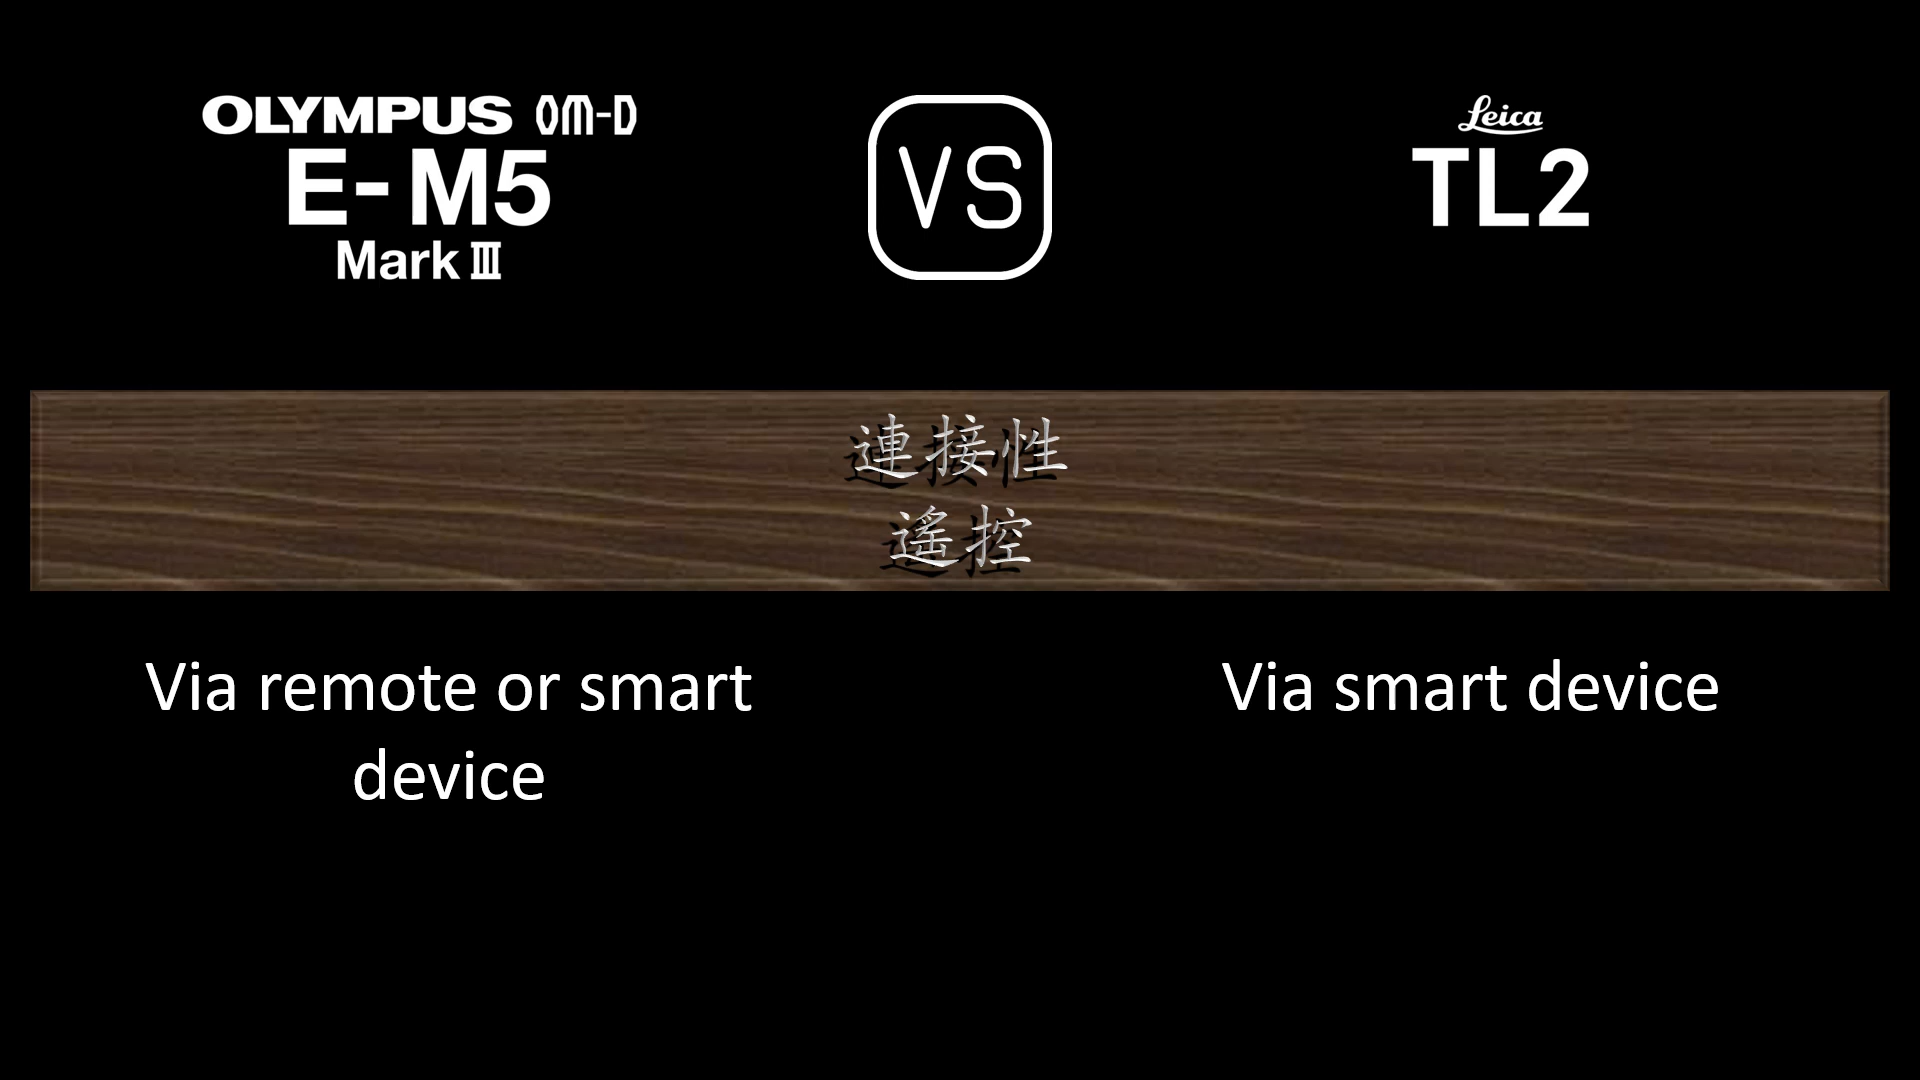 OLYMPUS OM-D
E-M5
Mark III
VS
Leica
TL2
連接性
遙控
Via remote or smart
device
Via smart device